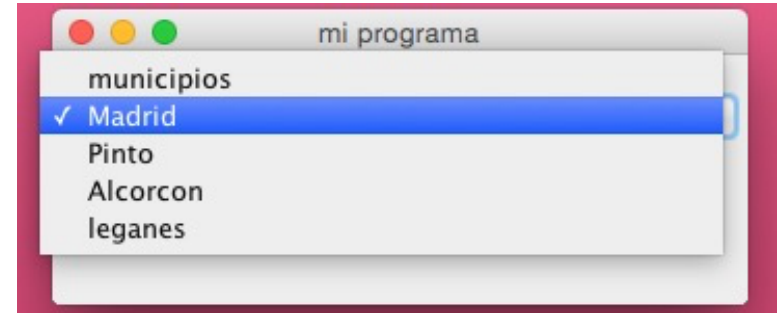 mi programa
municipios
✓ Madrid
Pinto
Alcorcon
leganes